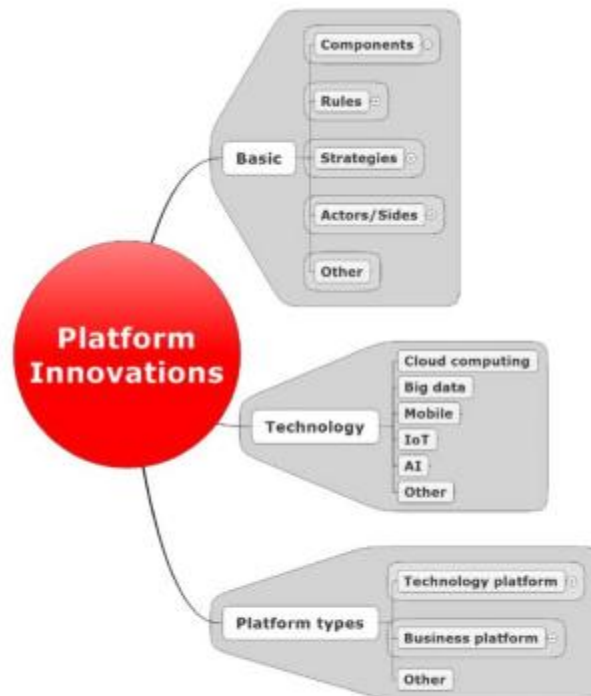 Platform
Innovations
Basic
Components
Rules
Strategies
Actors/Sides
Other
Technology
Cloud computing
Big data
Mobile
IoT
AI
Other
Platform types
Technology platform
Business platform
Other